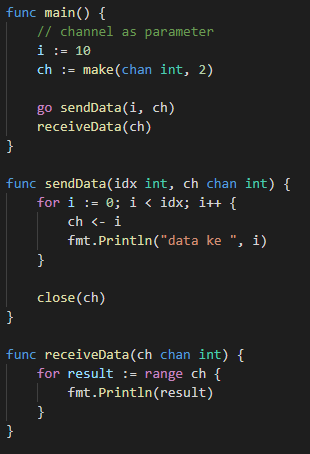 func main() {
    // channel as parameter
    i := 10
    ch := make(chan int, 2)

    go sendData(i, ch)
    receiveData(ch)
}

func sendData(idx int, ch chan int) {
    for i := 0; i < idx; i++ {
        ch <- i
        fmt.Println("data ke ", i)
    }

    close(ch)
}

func receiveData(ch chan int) {
    for result := range ch {
        fmt.Println(result)
    }
}